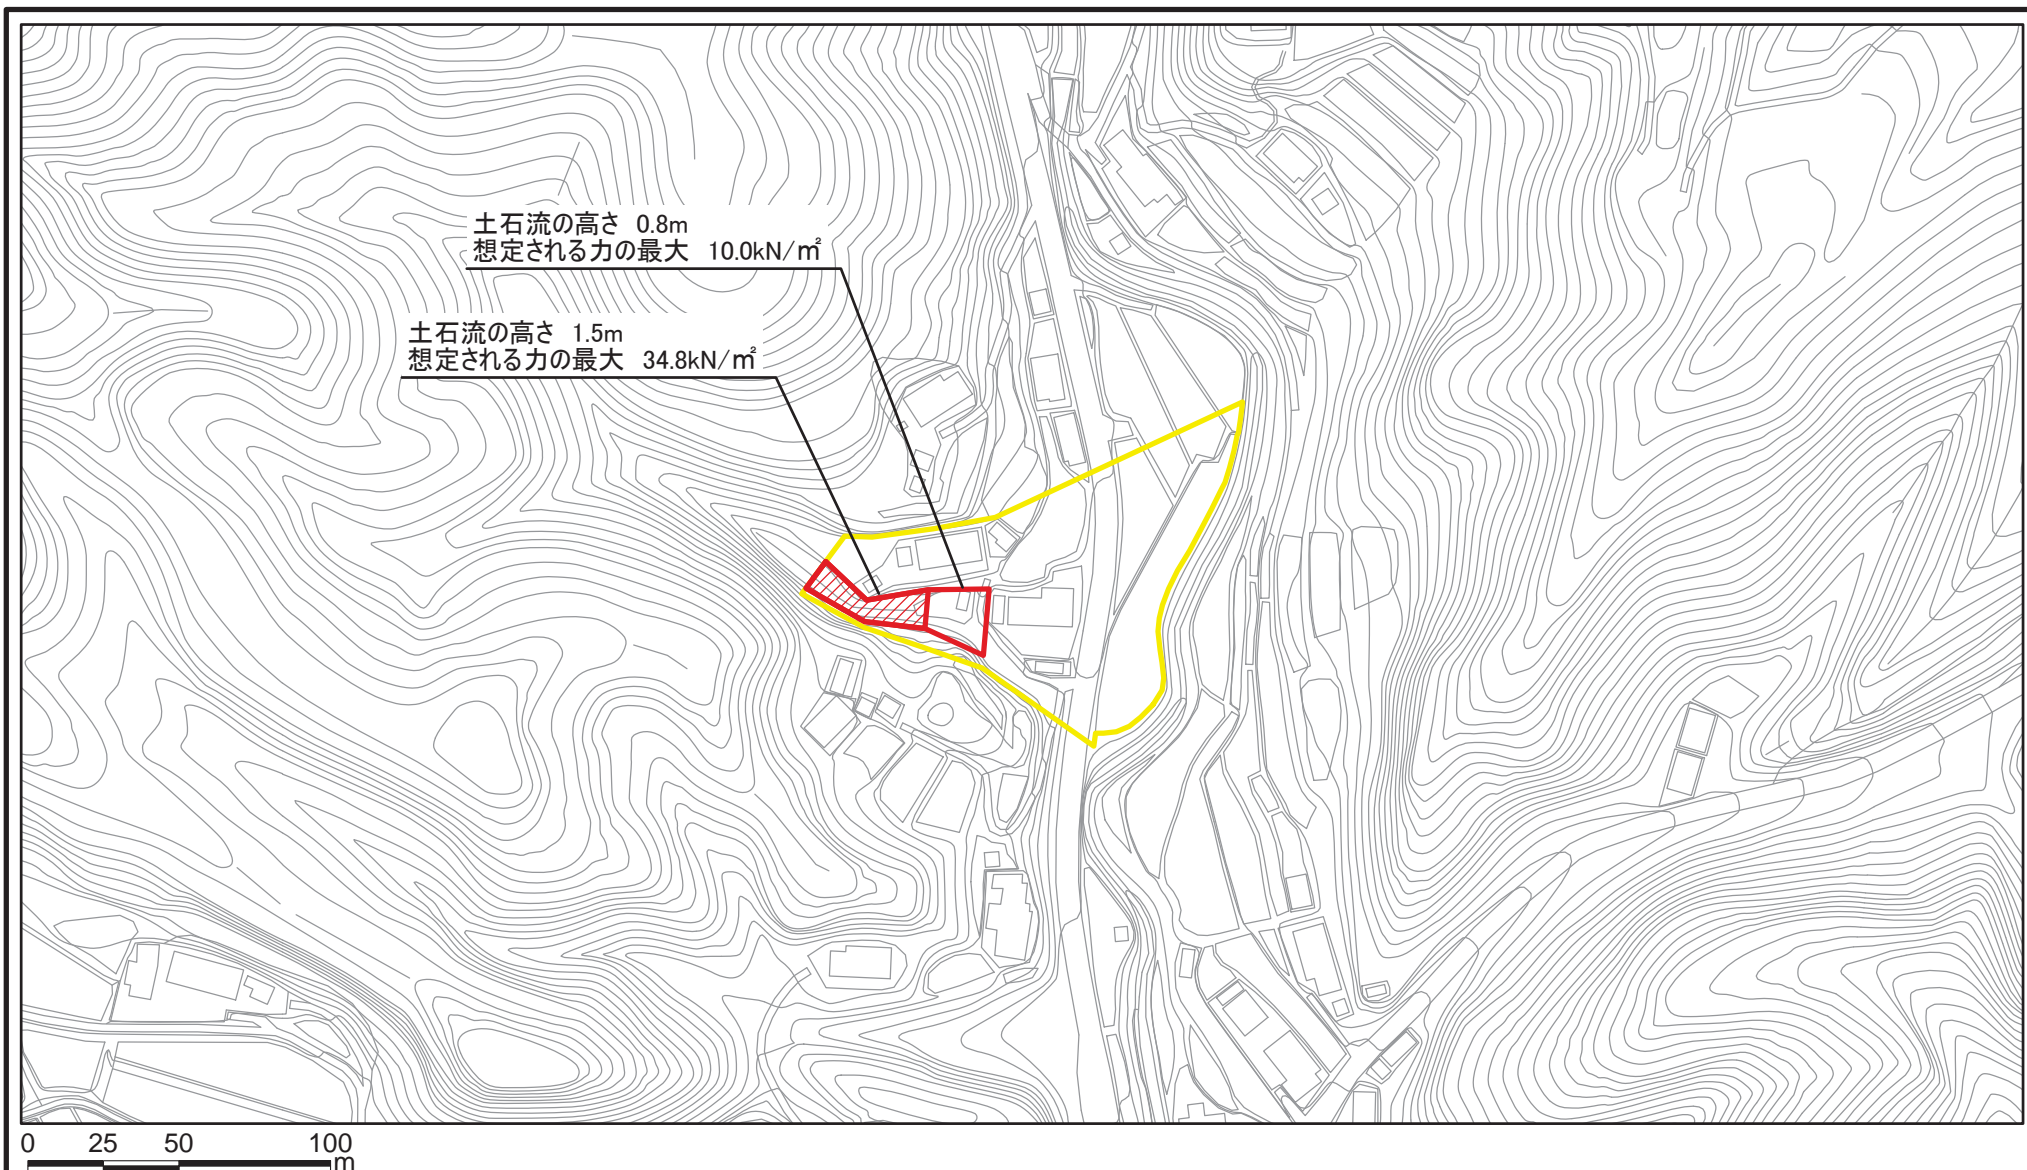 土石流の高さ 0.8m
想定される力の最大 10.0kN/㎡
土石流の高さ 1.5m
想定される力の最大 34.8kN/㎡
0 25 50 100
m